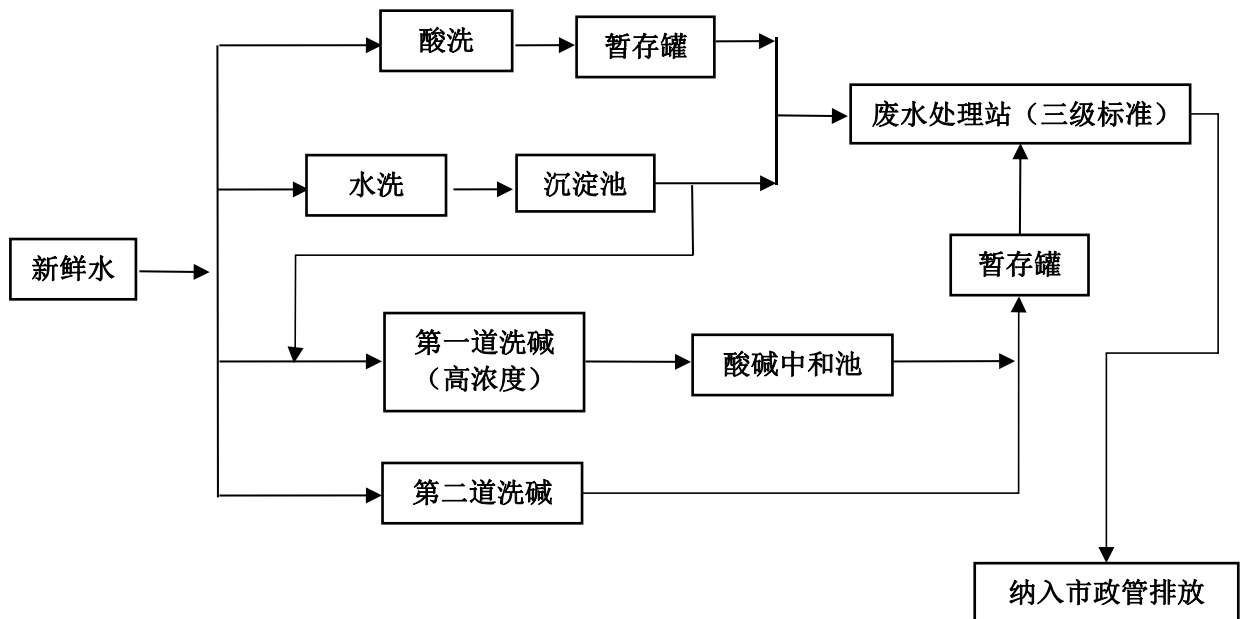 酸洗
暂存罐
废水处理站（三级标准）
水洗
沉淀池
新鲜水
暂存罐
第一道洗碱
（高浓度）
酸碱中和池
第二道洗碱
纳入市政管排放